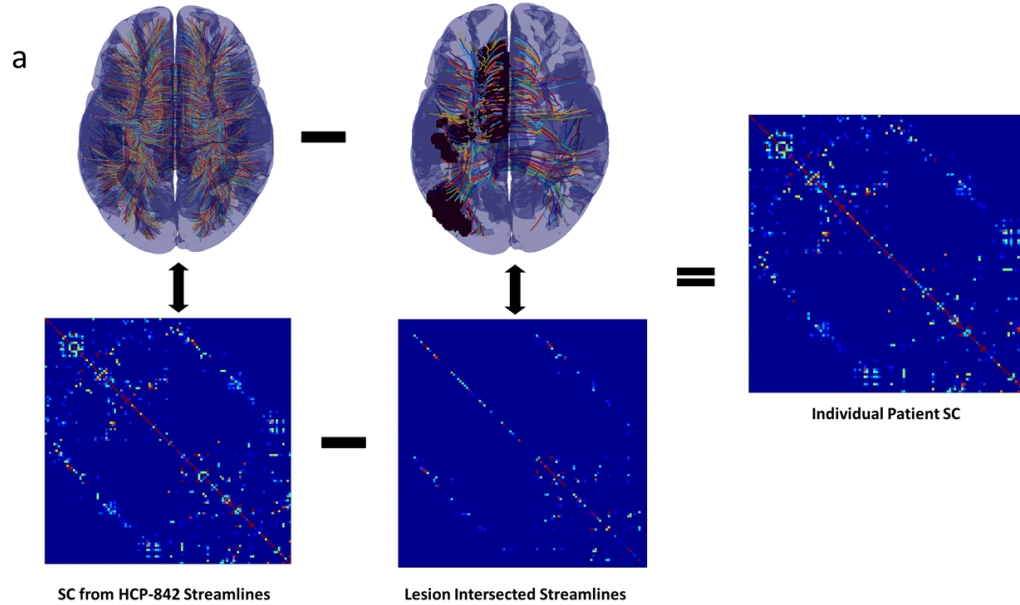 a
Individual Patient SC
SC from HCP-842 Streamlines
Lesion Intersected Streamlines